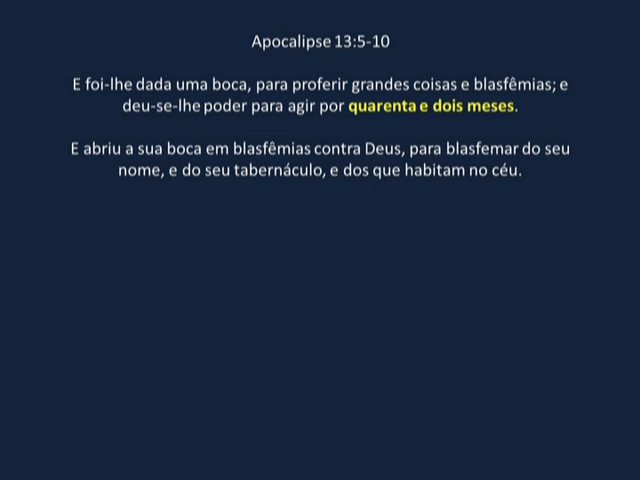 Apocalipse 13:5-10
E foi-lhe dada uma boca, para proferir grandes coisas e blasfêmias; e
deu-se-lhe poder para agir por quarenta e dois meses.
E abriu a sua boca em blasfêmias contra Deus, para blasfemar do seu
nome, e do seu tabernáculo, e dos que habitam no céu.